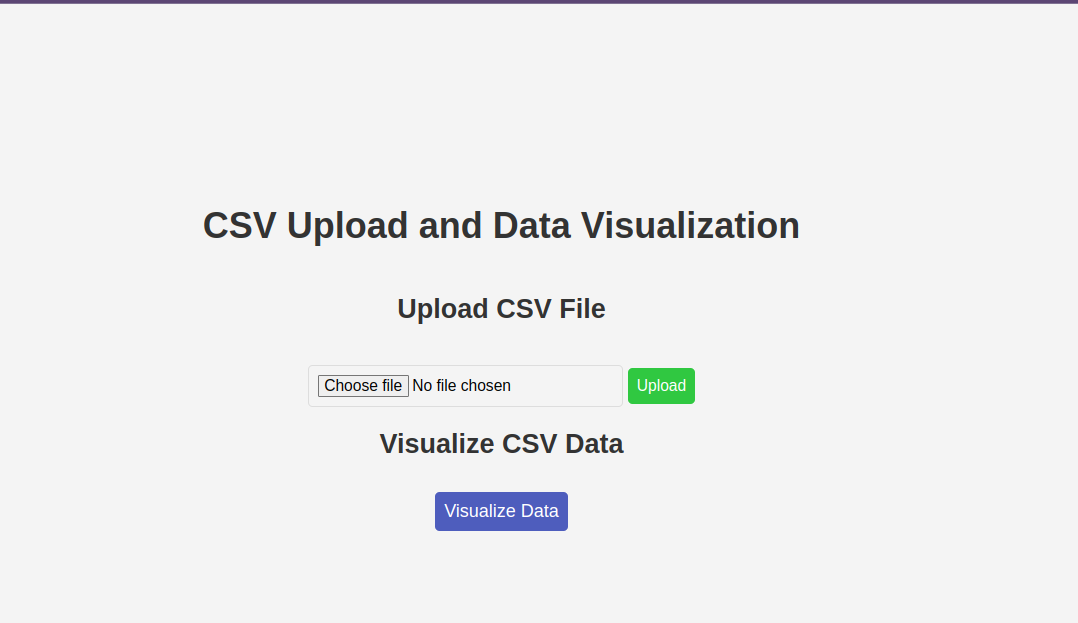 CSV Upload and Data Visualization
Upload CSV File
Choose file No file chosen Upload
Visualize CSV Data
Visualize Data